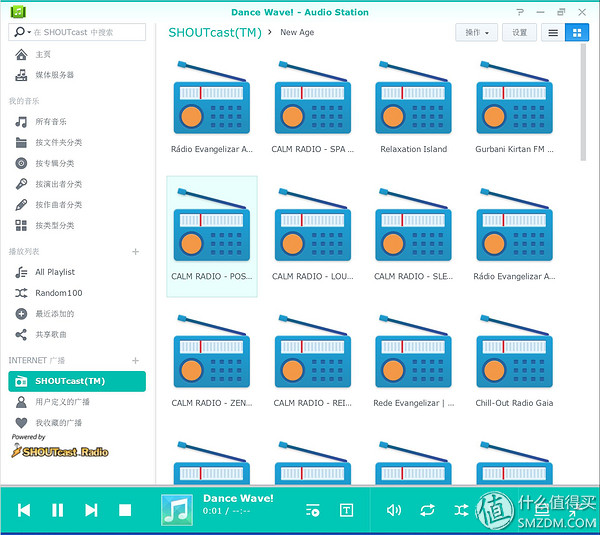 Dance Wave! - Audio Station
在 SHOUTcast 中搜索
SHOUTcast(TM) > New Age
操作
设置
主页
媒体服务器
我的音乐
所有音乐
按文件夹分类
按专辑分类
按演出者分类
按作曲者分类
按类型分类
播放列表
All Playlist
Random100
最近添加的
共享歌曲
INTERNET 广播
SHOUTcast(TM)
用户定义的广播
我收藏的广播
Powered by
SHOUTcast Radio
Rádio Evangelizar A...
CALM RADIO - SPA ...
Relaxation Island
Gurbani Kirtan FM ...
CALM RADIO - POS...
CALM RADIO - LOU...
CALM RADIO - SLE...
Rádio Evangelizar A...
CALM RADIO - ZEN...
CALM RADIO - REI...
Rede Evangelizar | ...
Chill-Out Radio Gaia
Dance Wave!
0:01 / --:--
T
值 什么值得买
SMZDM.COM